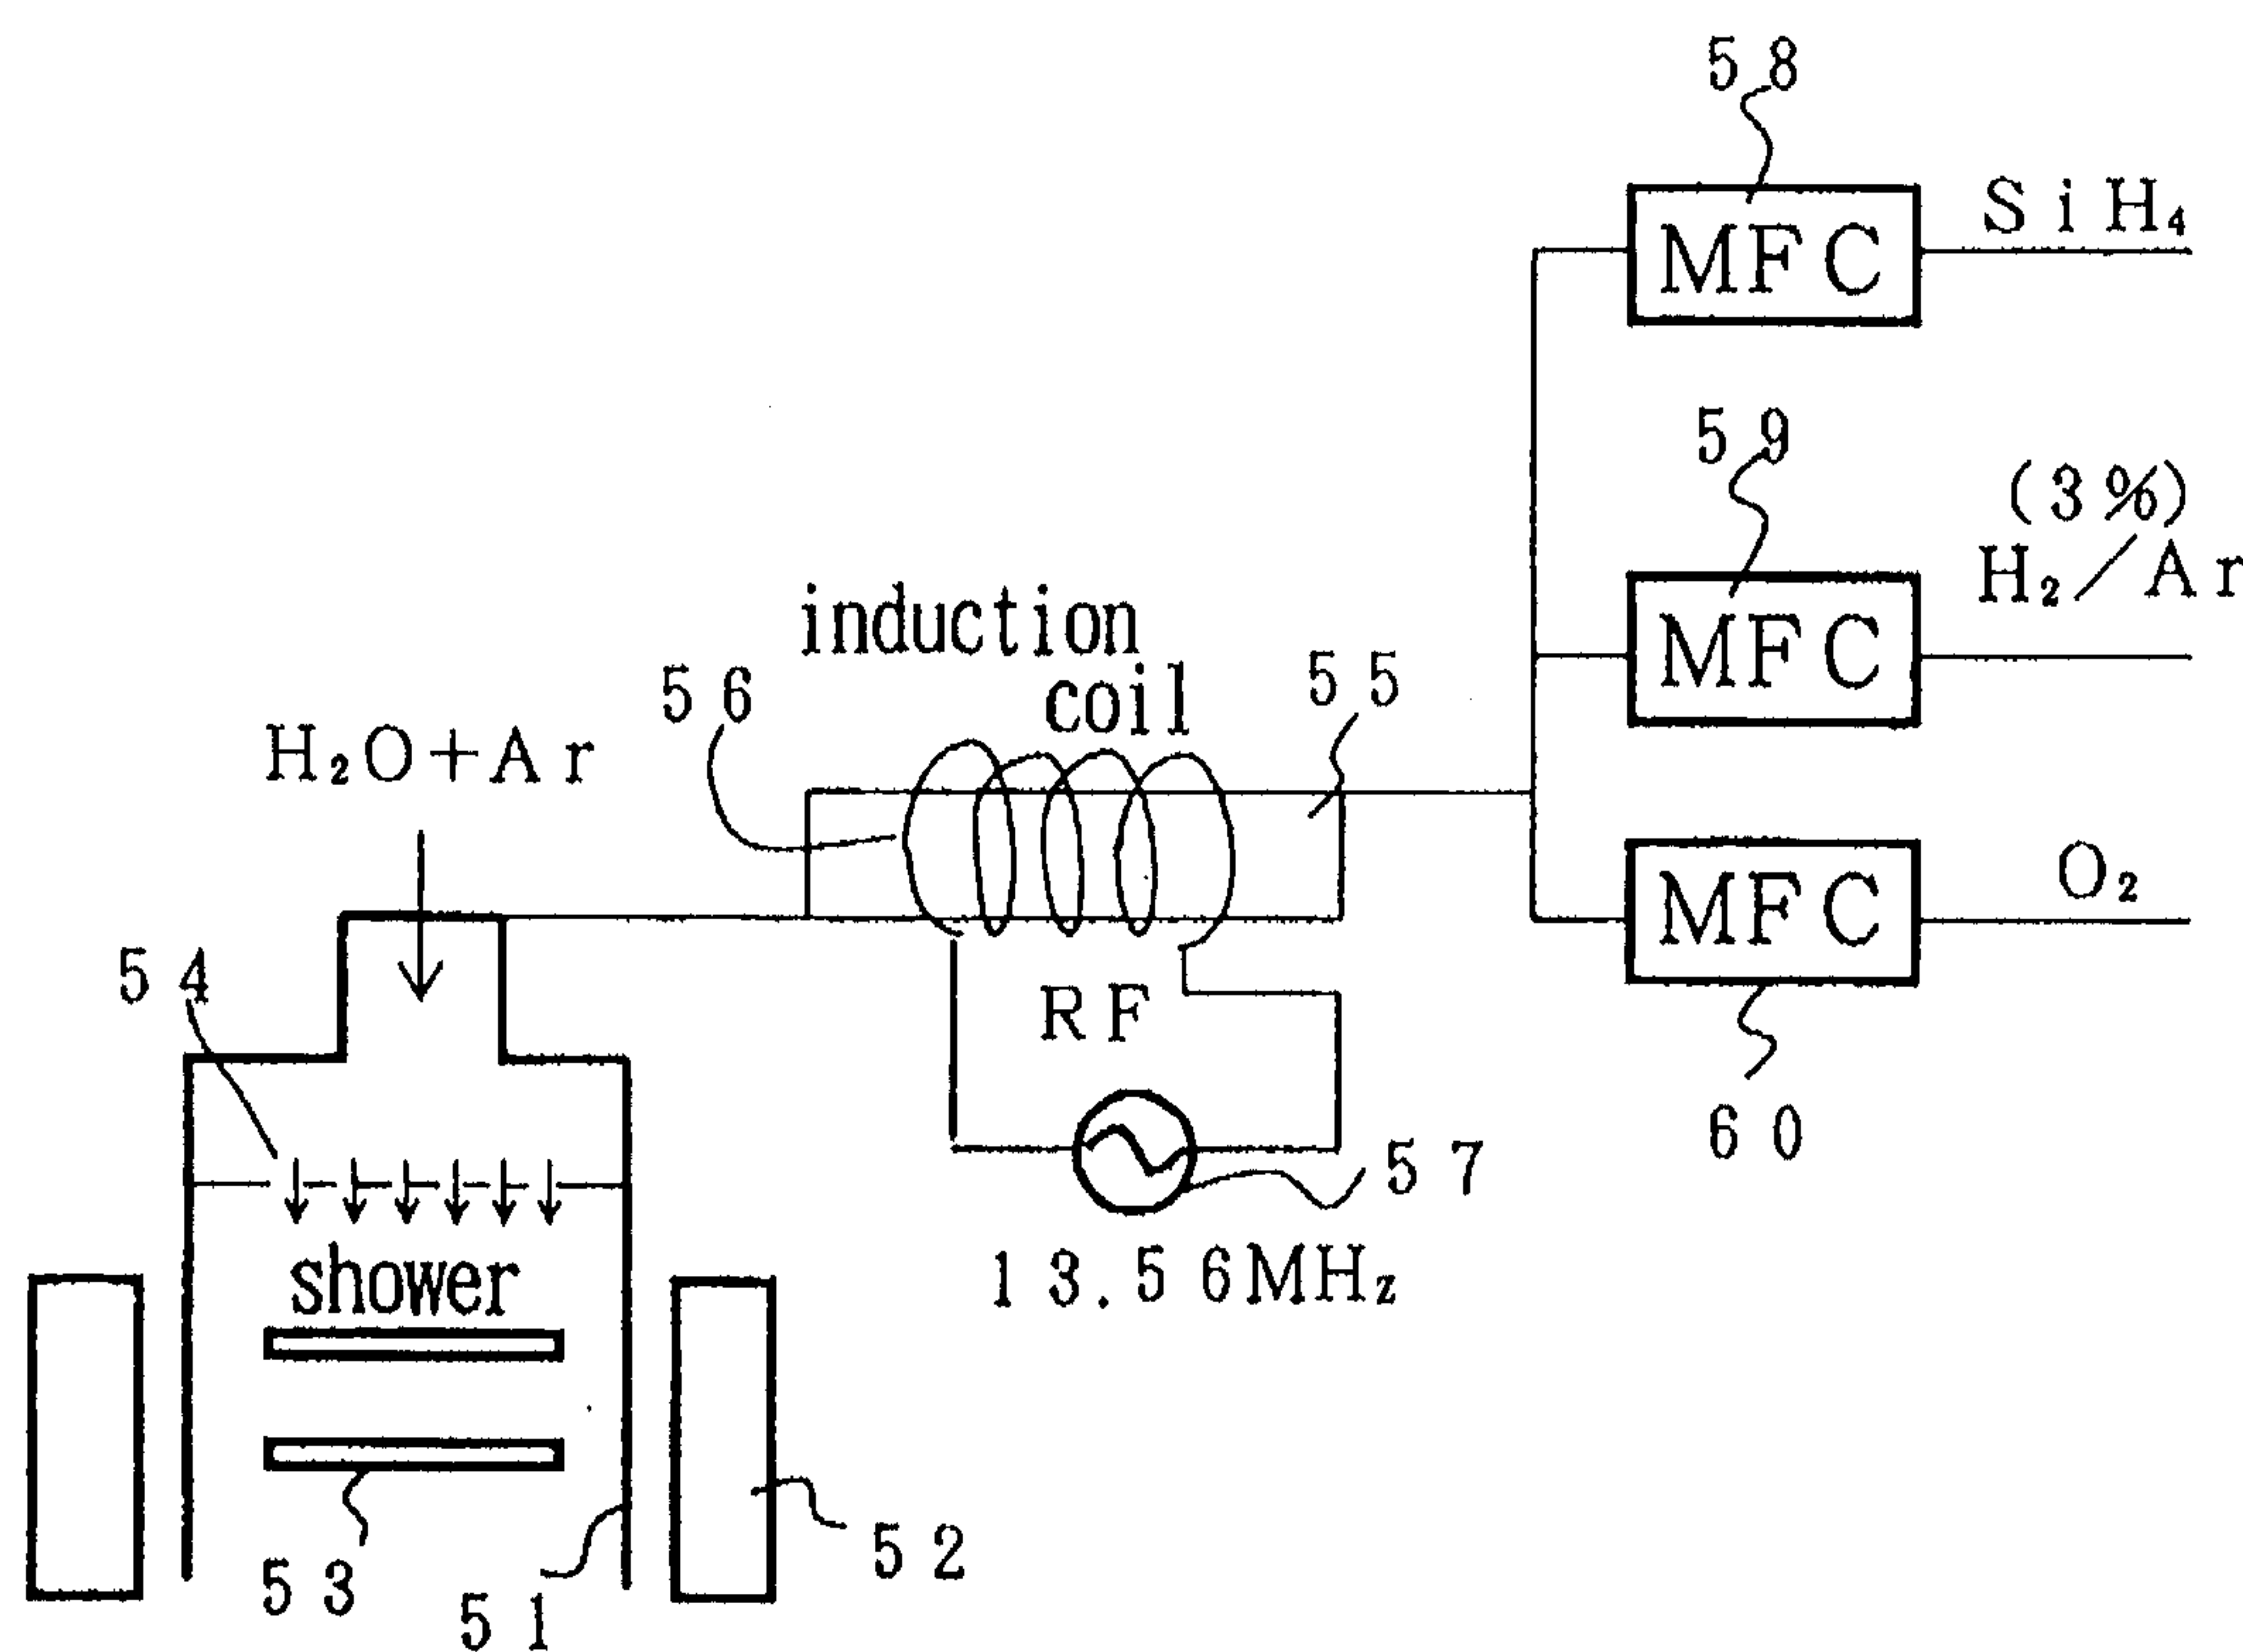 58
MFC
SiH₄
59
(3%)
H₂/Ar
MFC
induction
coil
56
55
H₂O+Ar
MFC
O₂
54
RF
60
57
shower
13.56MHz
52
53
51